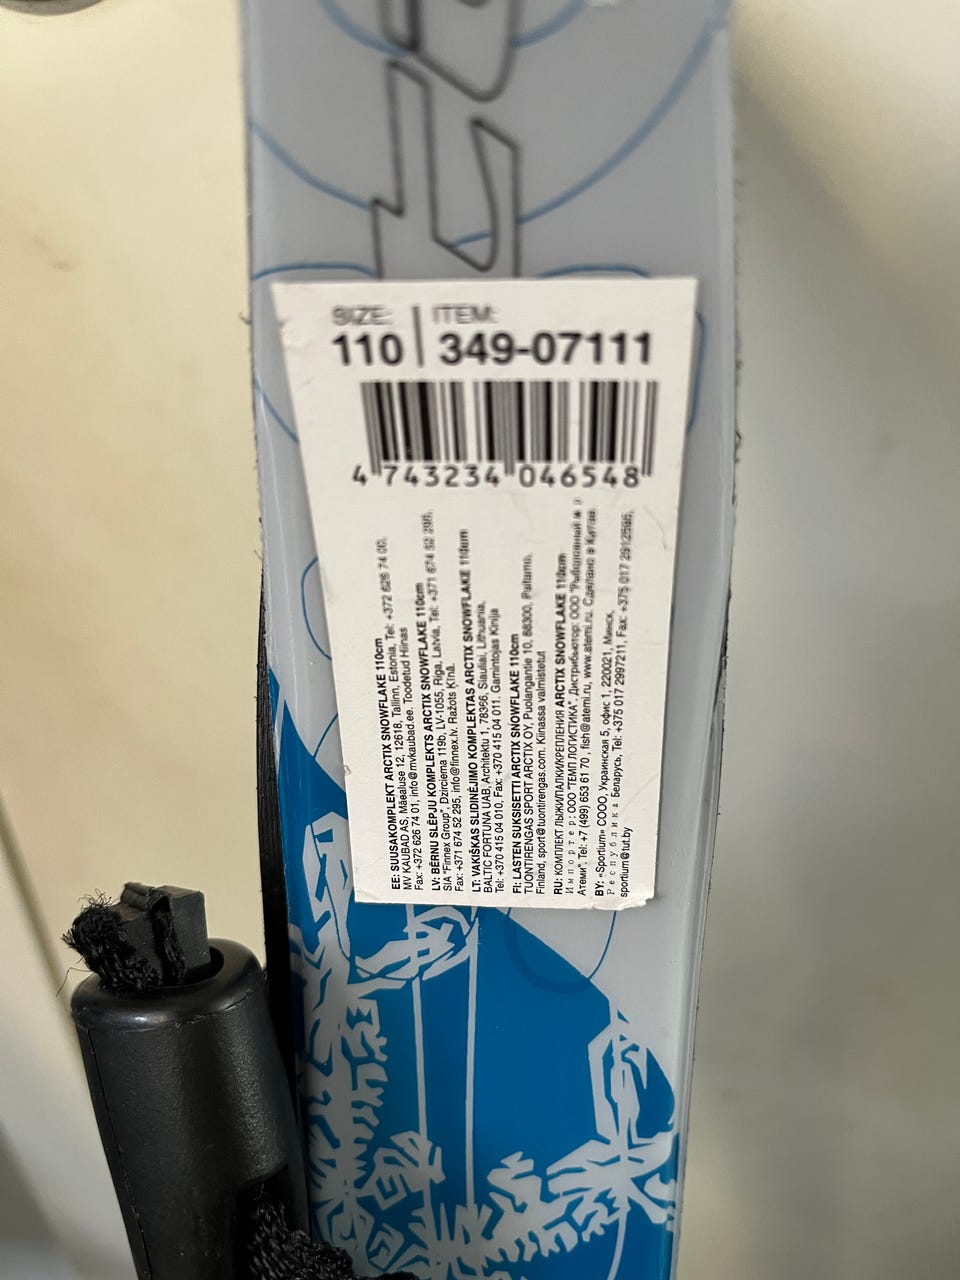 SIZE: ITEM:
110 349-07111
4 743234 046548
EE: SUUSAKOMPLEKT ARCTIX SNOWFLAKE 110cm
MV KAUBAD AS, Mäealuse 12, 12618, Tallinn, Estonia, Tel: +372 626 74 00,
Fax: +372 626 74 01, info@mvkaubad.ee. Toodetud Hiinas
LV: BĒRNU SLĒPJU KOMPLEKTS ARCTIX SNOWFLAKE 110cm
SIA "Finnex Group", Dzirciema 119b, LV-1055, Riga, Latvia, Tel: +371 674 52 296,
Fax: +371 674 52 295, info@finnex.lv. Ražots Ķīnā.
LT: VAKIŠKAS SLIDINĖJIMO KOMPLEKTAS ARCTIX SNOWFLAKE 110cm
BALTIC FORTUNA UAB, Architektu 1, 78366, Siauliai, Lithuania,
Tel: +370 415 04 010, Fax: +370 415 04 011. Gamintojas Kinija
FI: LASTEN SUKSISETTI ARCTIX SNOWFLAKE 110cm
TUONTIRENGAS SPORT ARCTIX OY, Puolangantie 10, 88300, Paltamo,
Finland, sport@tuontirengas.com. Kiinassa valmistetut
RU: КОМПЛЕКТ ЛЫЖИ/ПАЛКИ/КРЕПЛЕНИЯ ARCTIX SNOWFLAKE 110cm
Импортер: ООО "ТЕМП ЛОГИСТИКА", Дистрибьютор: ООО "Рыболовный
Атеми", Tel: +7 (499) 653 61 70, fish@atemi.ru, www.atemi.ru. Сделано в Китае.
BY: «Sportium» СООО, Украинская 5, офис 1, 220021, Минск,
Республика Беларусь, Tel: +375 017 2997211, Fax: +375 017 2912596,
sportium@tut.by